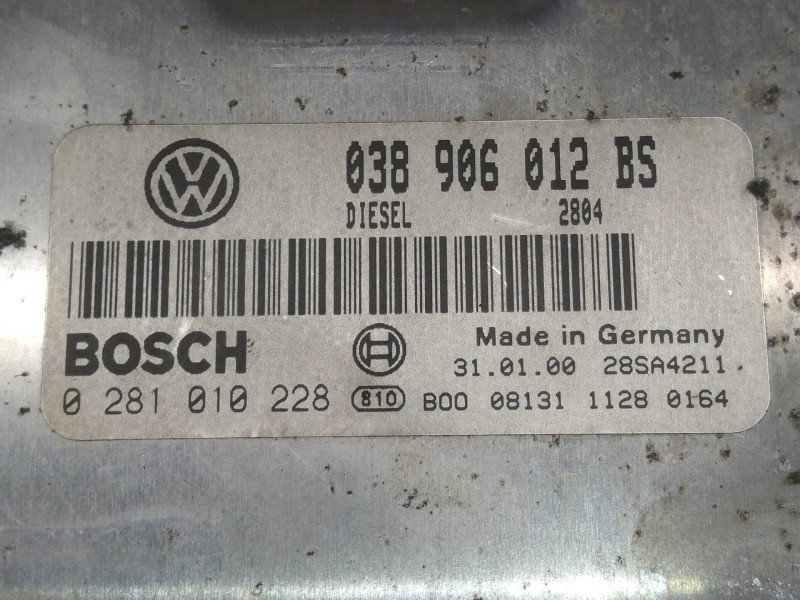 038 906 012 BS
DIESEL 2804
BOSCH
Made in Germany
31.01.00 28SA4211
0 281 010 228 810 B00 08131 1128 0164